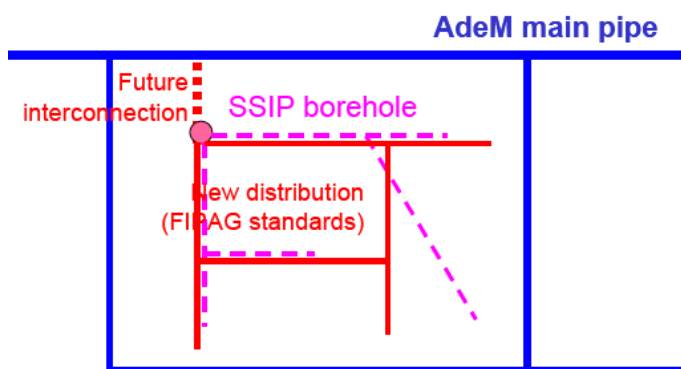 AdeM main pipe
Future
interconnection
SSIP borehole
New distribution
(FIPAG standards)